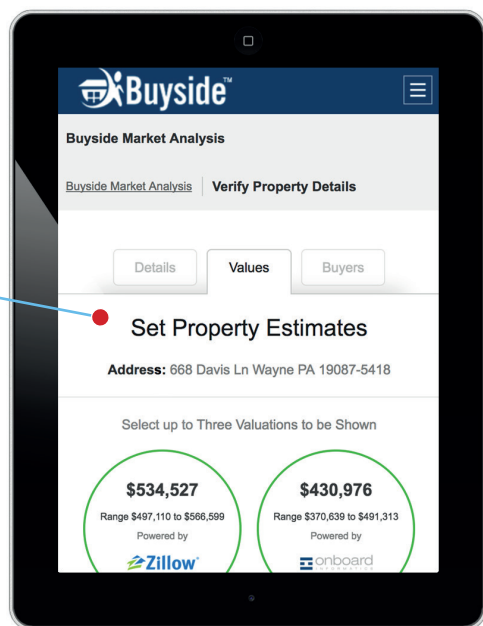 Buyside™
Buyside Market Analysis
Buyside Market Analysis Verify Property Details
Details Values Buyers
Set Property Estimates
Address: 668 Davis Ln Wayne PA 19087-5418
Select up to Three Valuations to be Shown
$534,527 $430,976
Range $497,110 to $566,599 Range $370,639 to $491,313
Powered by Powered by
Zillow® onboard
INFORMATICS